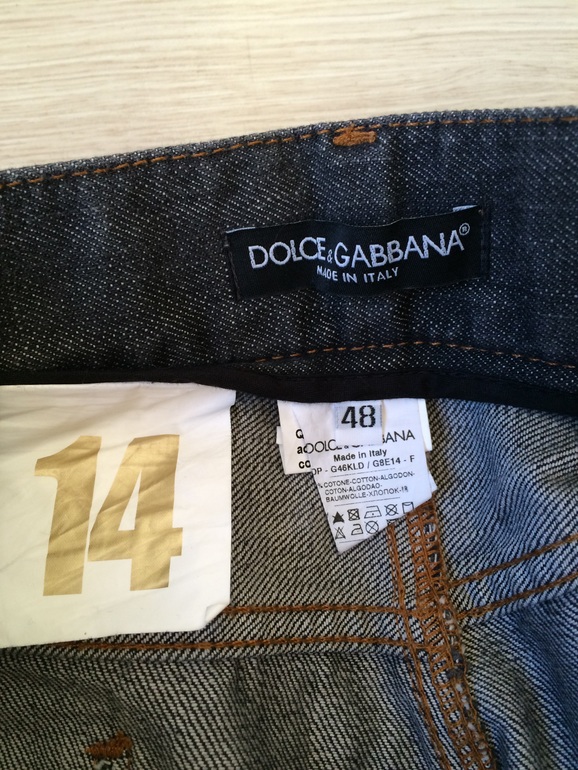 DOLCE & GABBANA®
MADE IN ITALY
14
48
DOLCE & GABBANA
Made in Italy
G46KLD / G8E14 - F
COTONE-COTTON-ALGODON-
COTON-ALGODAO-
BAUMWOLLE-ХЛОПОК-